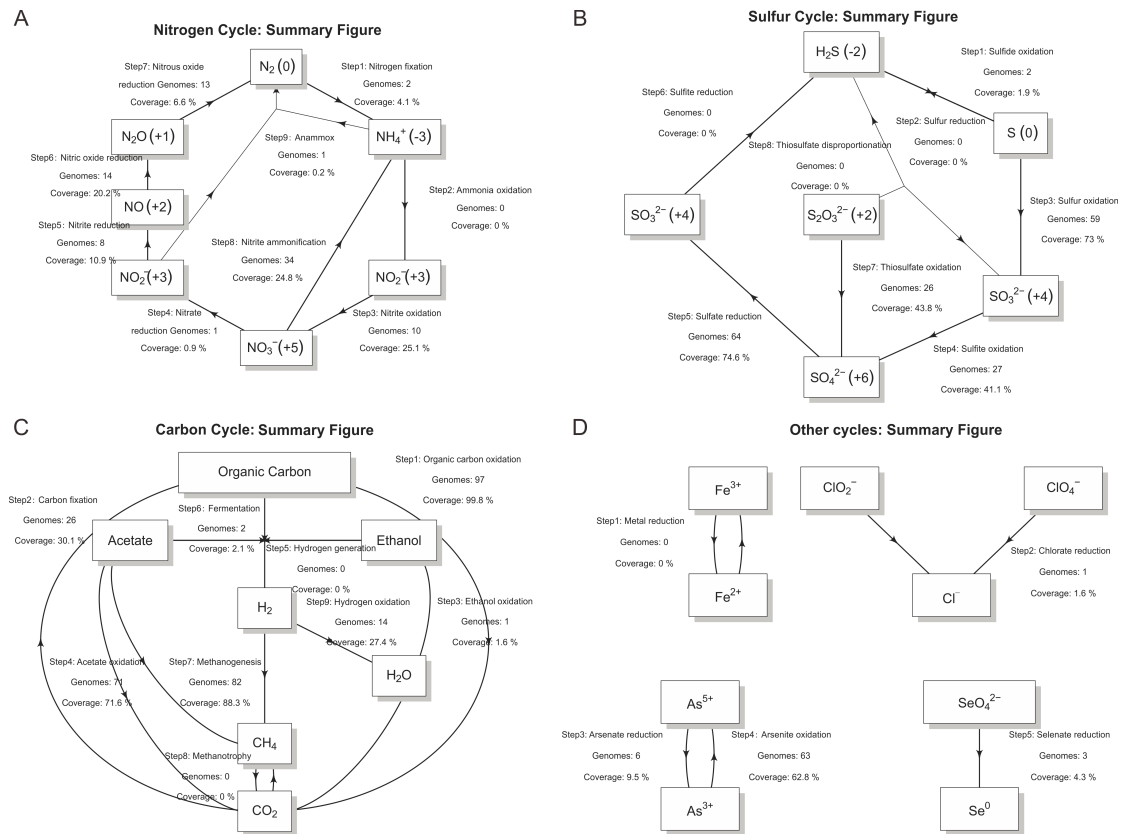 A
Nitrogen Cycle: Summary Figure
N₂ (0)
Step7: Nitrous oxide
reduction Genomes: 13
Coverage: 6.6 %
Step1: Nitrogen fixation
Genomes: 2
Coverage: 4.1 %
N₂O (+1)
NH₄⁺ (-3)
Step9: Anammox
Genomes: 1
Coverage: 0.2 %
Step6: Nitric oxide reduction
Genomes: 14
Coverage: 20.2 %
Step2: Ammonia oxidation
Genomes: 0
Coverage: 0 %
NO (+2)
Step5: Nitrite reduction
Genomes: 8
Coverage: 10.9 %
Step8: Nitrite ammonification
Genomes: 34
Coverage: 24.8 %
NO₂⁻(+3)
NO₂⁻(+3)
Step4: Nitrate
reduction Genomes: 1
Coverage: 0.9 %
Step3: Nitrite oxidation
Genomes: 10
Coverage: 25.1 %
NO₃⁻(+5)
B
Sulfur Cycle: Summary Figure
H₂S (-2)
Step1: Sulfide oxidation
Genomes: 2
Coverage: 1.9 %
Step6: Sulfite reduction
Genomes: 0
Coverage: 0 %
Step2: Sulfur reduction
Genomes: 0
Coverage: 0 %
S (0)
Step8: Thiosulfate disproportionation
Genomes: 0
Coverage: 0 %
SO₃²⁻ (+4)
S₂O₃²⁻ (+2)
Step3: Sulfur oxidation
Genomes: 59
Coverage: 73 %
Step7: Thiosulfate oxidation
Genomes: 26
Coverage: 43.8 %
SO₃²⁻ (+4)
Step5: Sulfate reduction
Genomes: 64
Coverage: 74.6 %
Step4: Sulfite oxidation
Genomes: 27
Coverage: 41.1 %
SO₄²⁻ (+6)
C
Carbon Cycle: Summary Figure
Organic Carbon
Step1: Organic carbon oxidation
Genomes: 97
Coverage: 99.8 %
Step2: Carbon fixation
Genomes: 26
Coverage: 30.1 %
Step6: Fermentation
Genomes: 2
Coverage: 2.1 %
Acetate
Ethanol
Step5: Hydrogen generation
Genomes: 0
Coverage: 0 %
H₂
Step9: Hydrogen oxidation
Genomes: 14
Coverage: 27.4 %
Step3: Ethanol oxidation
Genomes: 1
Coverage: 1.6 %
Step4: Acetate oxidation
Genomes: 71
Coverage: 71.6 %
Step7: Methanogenesis
Genomes: 82
Coverage: 88.3 %
H₂O
CH₄
Step8: Methanotrophy
Genomes: 0
Coverage: 0 %
CO₂
D
Other cycles: Summary Figure
Fe³⁺
ClO₂⁻
ClO₄⁻
Step1: Metal reduction
Genomes: 0
Coverage: 0 %
Step2: Chlorate reduction
Genomes: 1
Coverage: 1.6 %
Fe²⁺
Cl⁻
As⁵⁺
SeO₄²⁻
Step3: Arsenate reduction
Genomes: 6
Coverage: 9.5 %
Step4: Arsenite oxidation
Genomes: 63
Coverage: 62.8 %
Step5: Selenate reduction
Genomes: 3
Coverage: 4.3 %
As³⁺
Se⁰